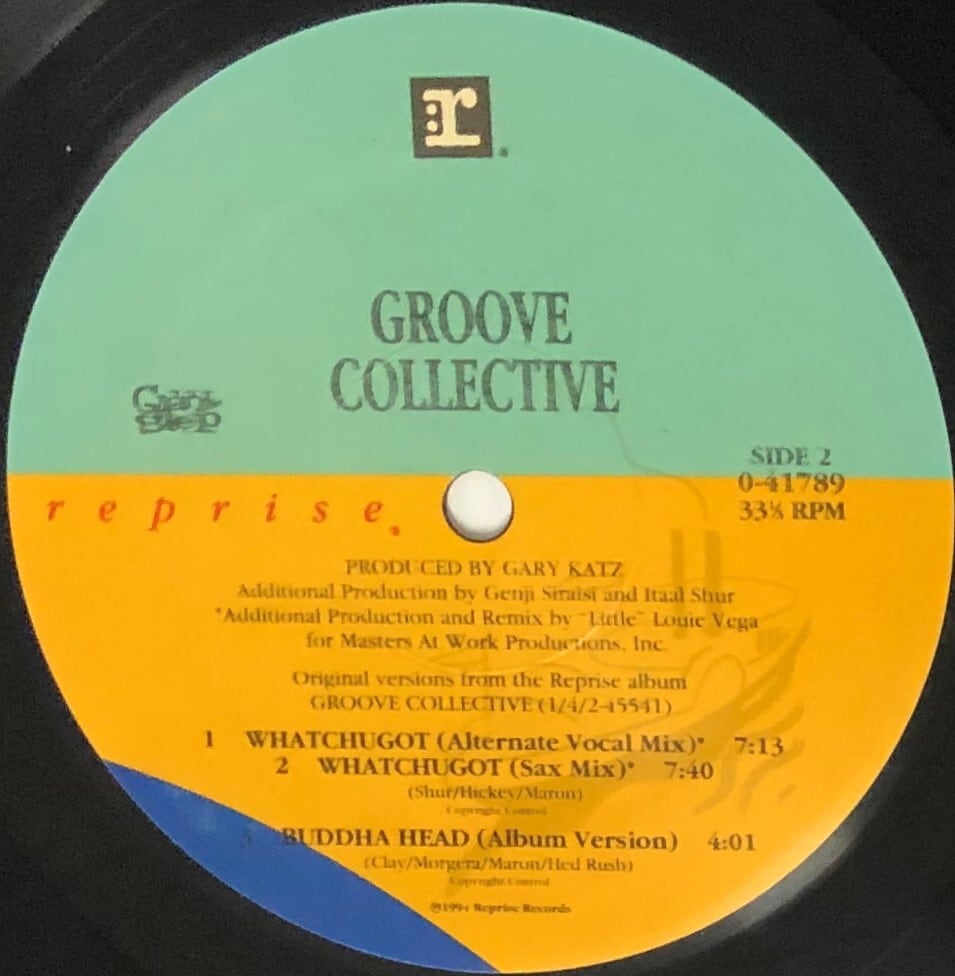 r
GROOVE
COLLECTIVE
SIDE 2
0-41789
33⅓ RPM
reprise
PRODUCED BY GARY KATZ
Additional Production by Genji Siraisi and Itaal Shur
*Additional Production and Remix by "Little" Louie Vega
for Masters At Work Productions, Inc.
Original versions from the Reprise album
GROOVE COLLECTIVE (1/4/2-45541)
1 WHATCHUGOT (Alternate Vocal Mix)* 7:13
2 WHATCHUGOT (Sax Mix)* 7:40
(Shur/Hickey/Maron)
Copyright Control
3 BUDDHA HEAD (Album Version) 4:01
(Clay/Morgera/Maron/Hed Rush)
Copyright Control
℗1994 Reprise Records